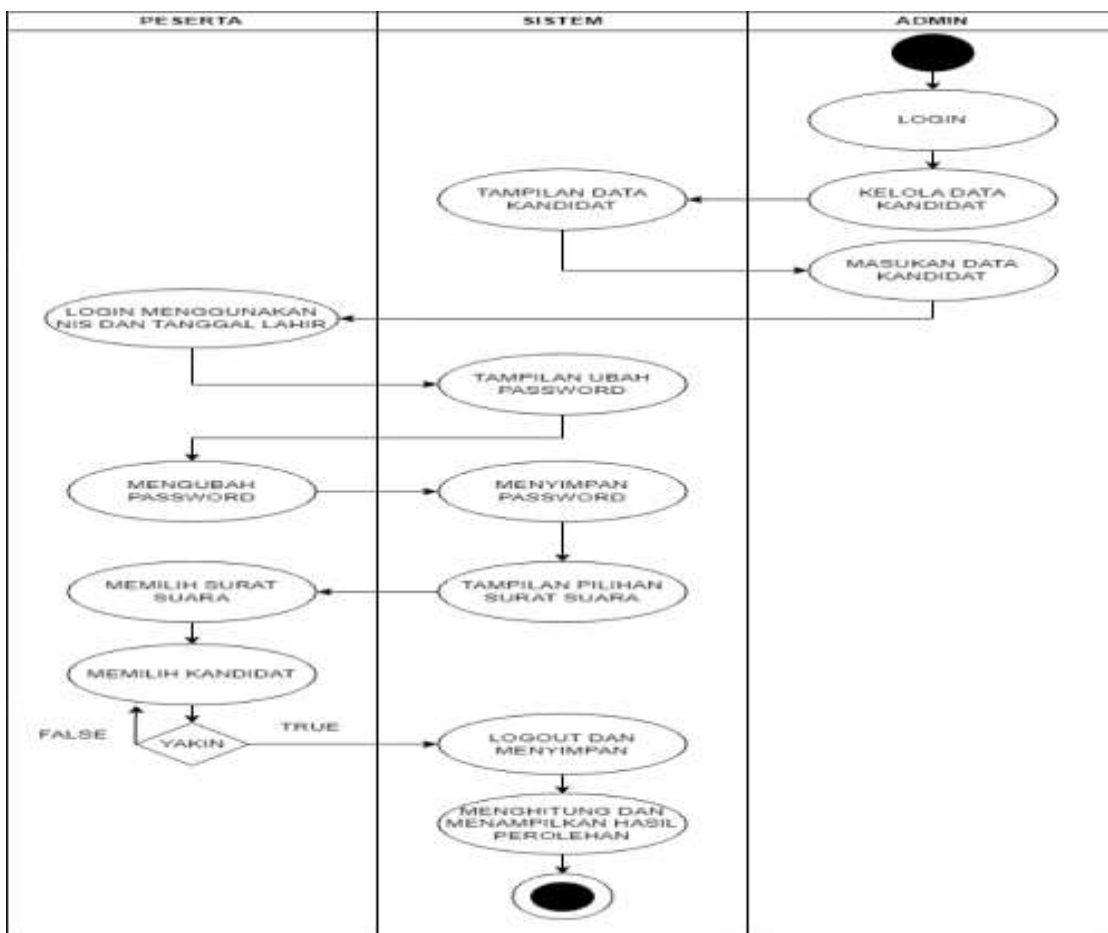 PESERTA
SISTEM
ADMIN
LOGIN
TAMPILAN DATA
KANDIDAT
KELOLA DATA
KANDIDAT
MASUKAN DATA
KANDIDAT
LOGIN MENGGUNAKAN
NIS DAN TANGGAL LAHIR
TAMPILAN UBAH
PASSWORD
MENGUBAH
PASSWORD
MENYIMPAN
PASSWORD
MEMILIH SURAT
SUARA
TAMPILAN PILIHAN
SURAT SUARA
MEMILIH KANDIDAT
FALSE
YAKIN
TRUE
LOGOUT DAN
MENYIMPAN
MENGHITUNG DAN
MENAMPILKAN HASIL
PEROLEHAN